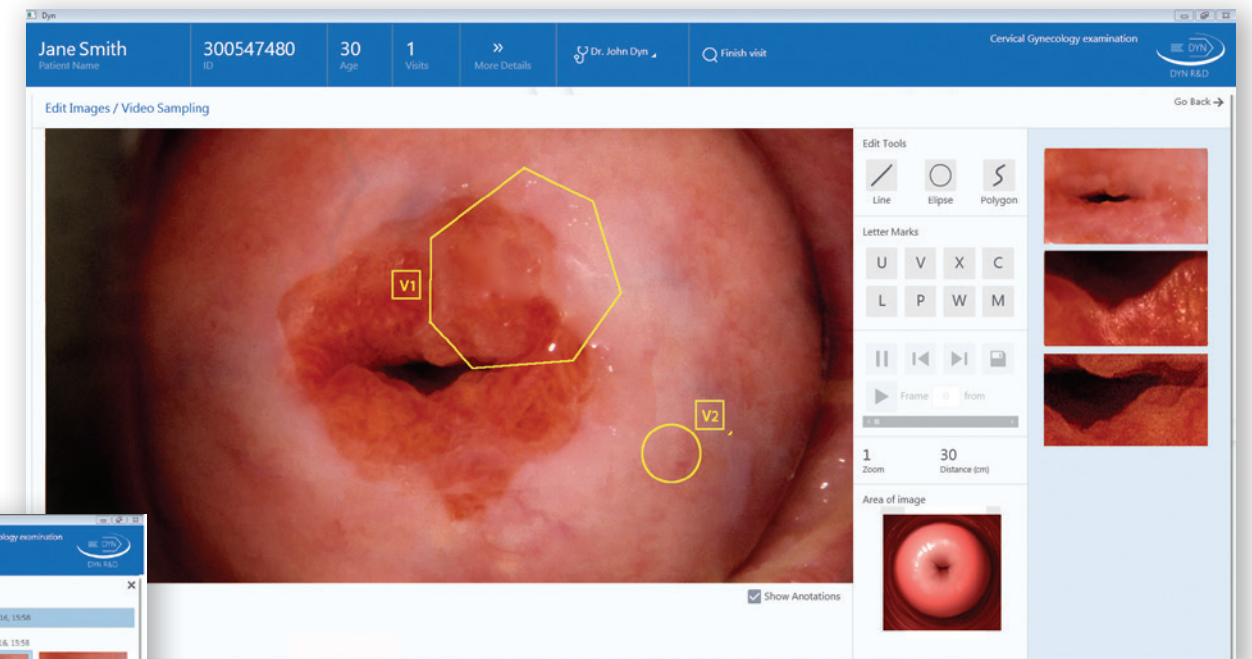 Dyn
Jane Smith
Patient Name
300547480
ID
30
Age
1
Visits
»
More Details
Dr. John Dyn
Finish visit
Cervical Gynecology examination
DYN
DYN R&D
Edit Images / Video Sampling
Go Back →
V1
V2
Edit Tools
Line
Elipse
Polygon
Letter Marks
U V X C
L P W M
Frame 0 from
1
Zoom
30
Distance (cm)
Area of image
Show Anotations
ology examination
DYN
DYN R&D
16, 15:58
16, 15:58